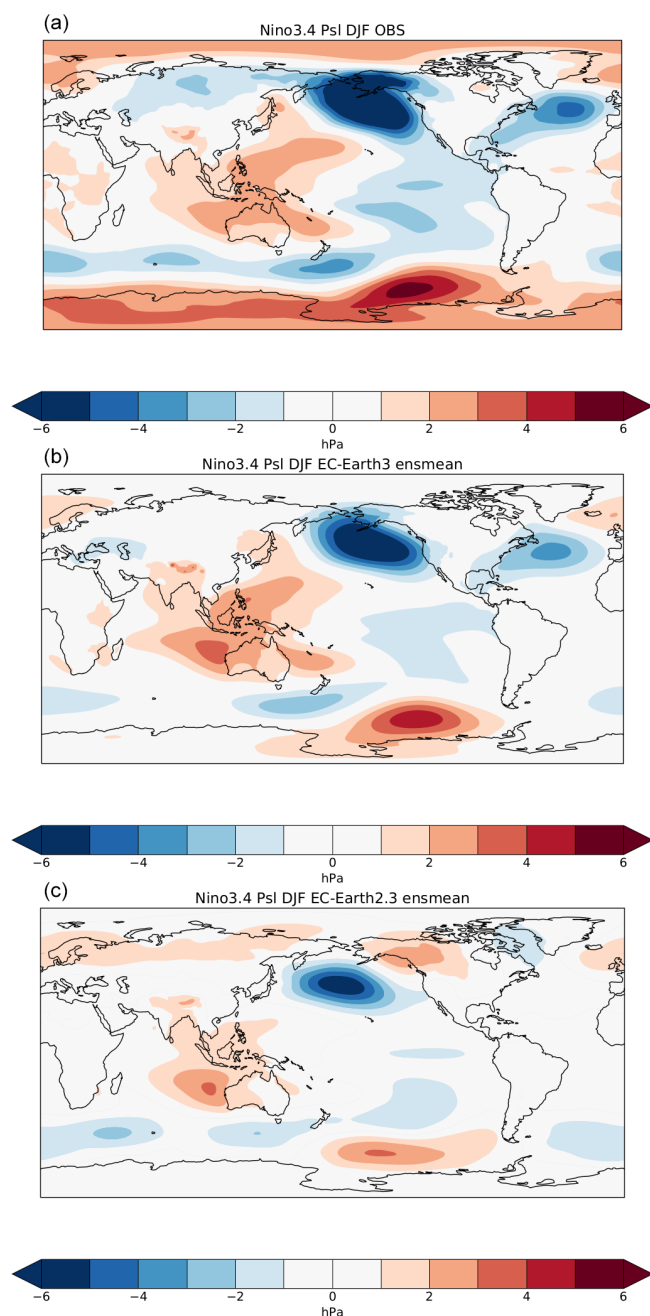 (a)
Nino3.4 Psl DJF OBS
−6 −4 −2 0 2 4 6
hPa
(b)
Nino3.4 Psl DJF EC-Earth3 ensmean
−6 −4 −2 0 2 4 6
hPa
(c)
Nino3.4 Psl DJF EC-Earth2.3 ensmean
−6 −4 −2 0 2 4 6
hPa